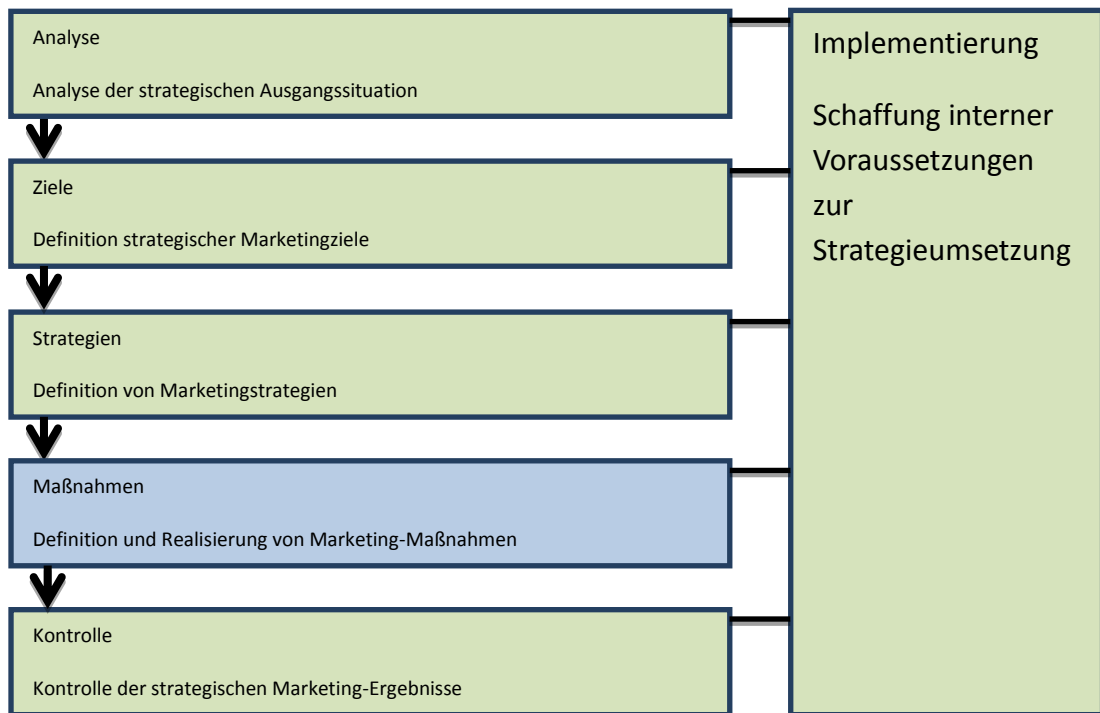 Analyse
Analyse der strategischen Ausgangssituation
Ziele
Definition strategischer Marketingziele
Strategien
Definition von Marketingstrategien
Maßnahmen
Definition und Realisierung von Marketing-Maßnahmen
Kontrolle
Kontrolle der strategischen Marketing-Ergebnisse
Implementierung
Schaffung interner
Voraussetzungen
zur
Strategieumsetzung